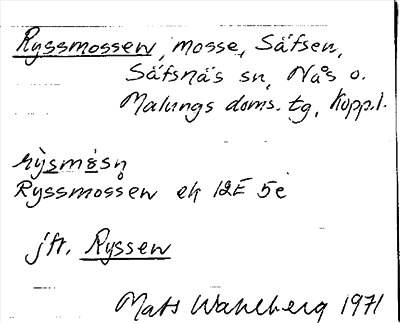 Ryssmossen, mosse, Säfsen,
Säfsnäs sn, Nås o.
Malungs doms. tg, Kopp.l.
Ryssmossen ek 12E 5e
jfr. Ryssen
Mats Wahlberg 1971